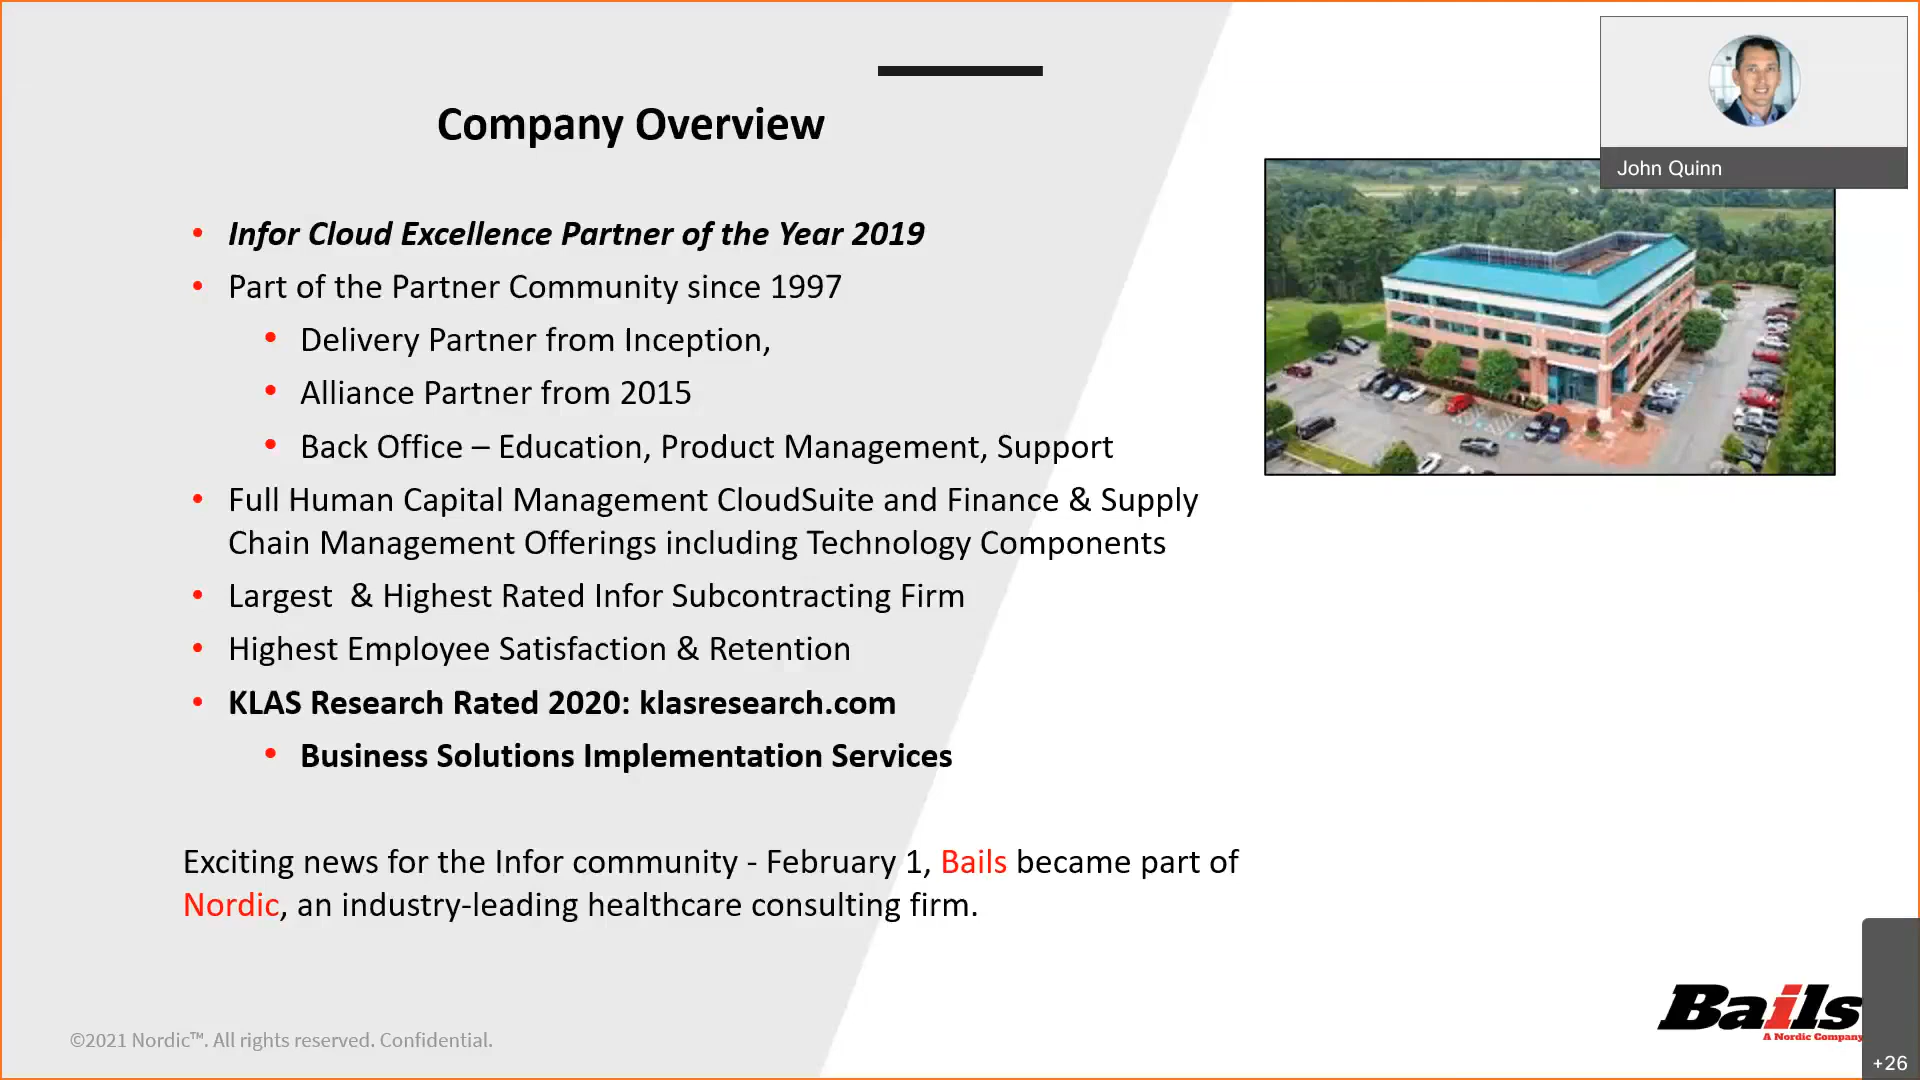 Company Overview
John Quinn
• Infor Cloud Excellence Partner of the Year 2019
• Part of the Partner Community since 1997
• Delivery Partner from Inception,
• Alliance Partner from 2015
• Back Office – Education, Product Management, Support
• Full Human Capital Management CloudSuite and Finance & Supply
Chain Management Offerings including Technology Components
• Largest  & Highest Rated Infor Subcontracting Firm
• Highest Employee Satisfaction & Retention
• KLAS Research Rated 2020: klasresearch.com
• Business Solutions Implementation Services
Exciting news for the Infor community - February 1, Bails became part of
Nordic, an industry-leading healthcare consulting firm.
Bails
A Nordic Company
©2021 Nordic™. All rights reserved. Confidential.
+26